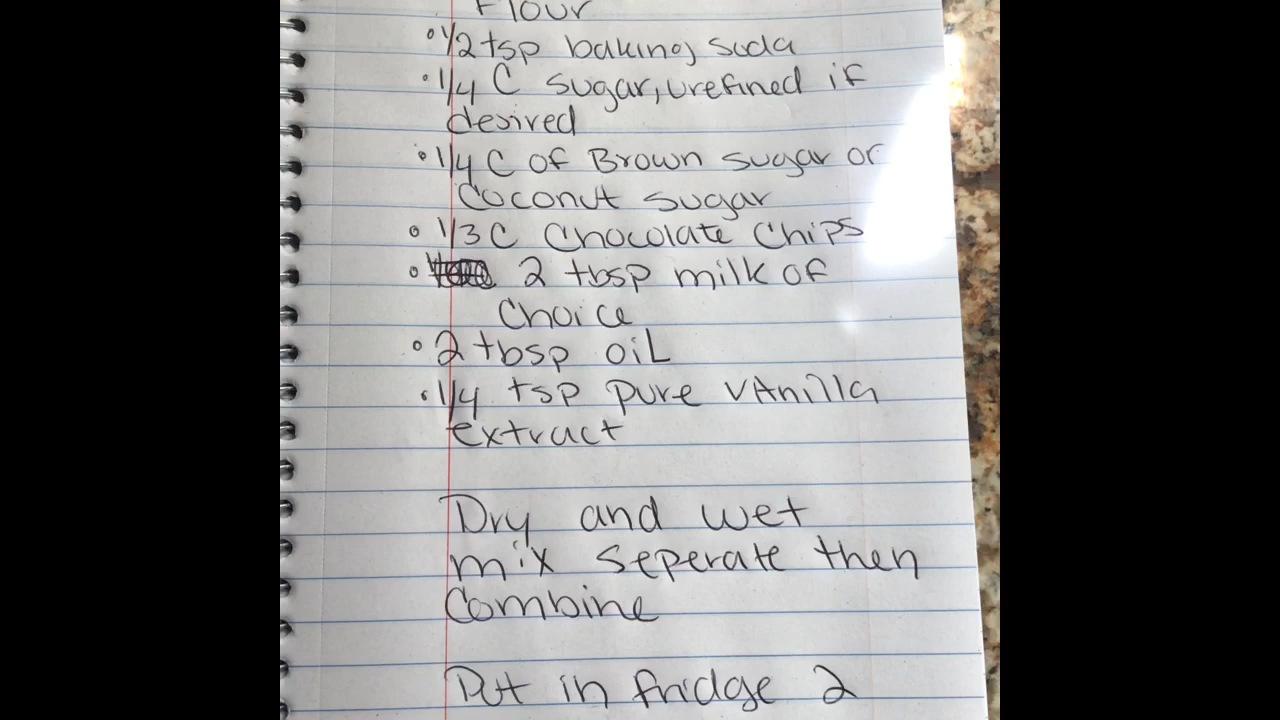 Flour
° 1/2 tsp baking soda
° 1/4 C sugar, urefined if
desired
° 1/4 C of Brown sugar or
Coconut sugar
° 1/3 C Chocolate Chips
° 2 tbsp milk of
Choice
° 2 tbsp oil
° 1/4 tsp pure vAnilla
extract
Dry and wet
mix seperate then
Combine
Put in fridge 2